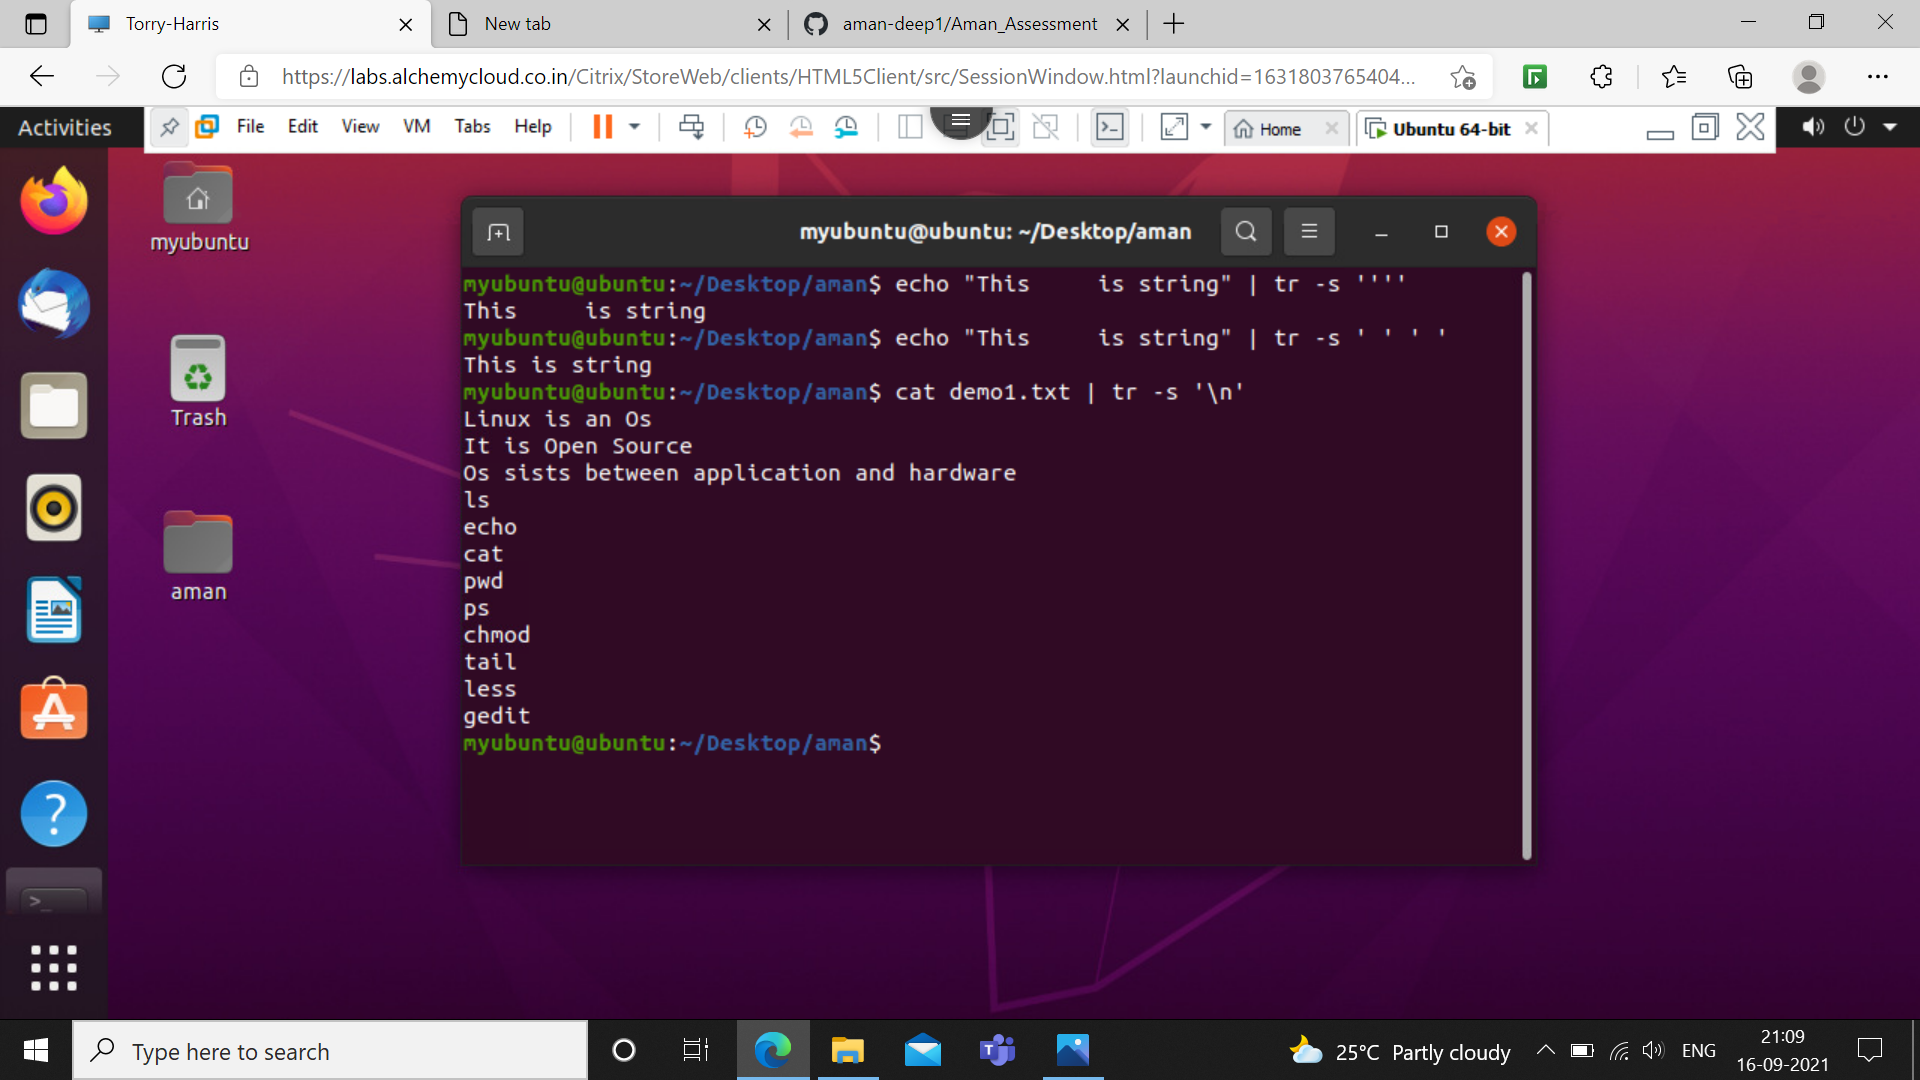 Torry-Harris
New tab
aman-deep1/Aman_Assessment
https://labs.alchemycloud.co.in/Citrix/StoreWeb/clients/HTML5Client/src/SessionWindow.html?launchid=1631803765404...
Activities
File Edit View VM Tabs Help
Home
Ubuntu 64-bit
myubuntu
Trash
aman
myubuntu@ubuntu: ~/Desktop/aman
myubuntu@ubuntu:~/Desktop/aman$ echo "This     is string" | tr -s ''''
This     is string
myubuntu@ubuntu:~/Desktop/aman$ echo "This     is string" | tr -s ' ' ' '
This is string
myubuntu@ubuntu:~/Desktop/aman$ cat demo1.txt | tr -s '\n'
Linux is an Os
It is Open Source
Os sists between application and hardware
ls
echo
cat
pwd
ps
chmod
tail
less
gedit
myubuntu@ubuntu:~/Desktop/aman$
Type here to search
25°C Partly cloudy
ENG
21:09
16-09-2021